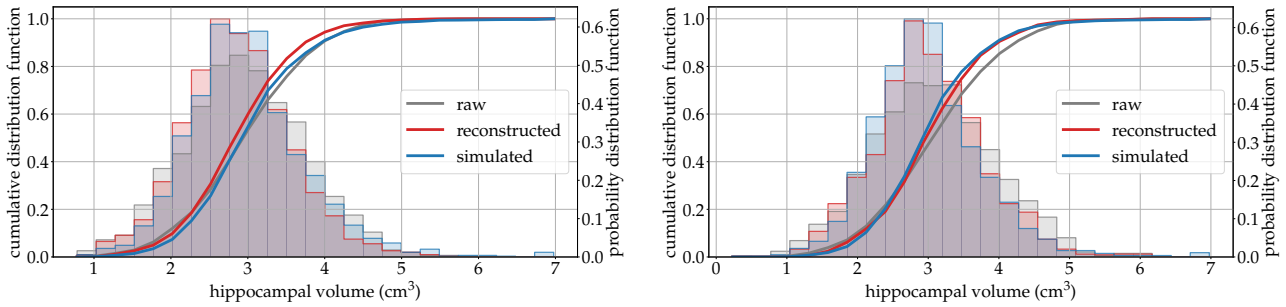 cumulative distribution function
1.0
0.8
0.6
0.4
0.2
0.0
raw
reconstructed
simulated
0.6
0.5
0.4
0.3
0.2
0.1
0.0
probability distribution function
1 2 3 4 5 6 7
hippocampal volume (cm³)
cumulative distribution function
1.0
0.8
0.6
0.4
0.2
0.0
raw
reconstructed
simulated
0.6
0.5
0.4
0.3
0.2
0.1
0.0
probability distribution function
0 1 2 3 4 5 6 7
hippocampal volume (cm³)